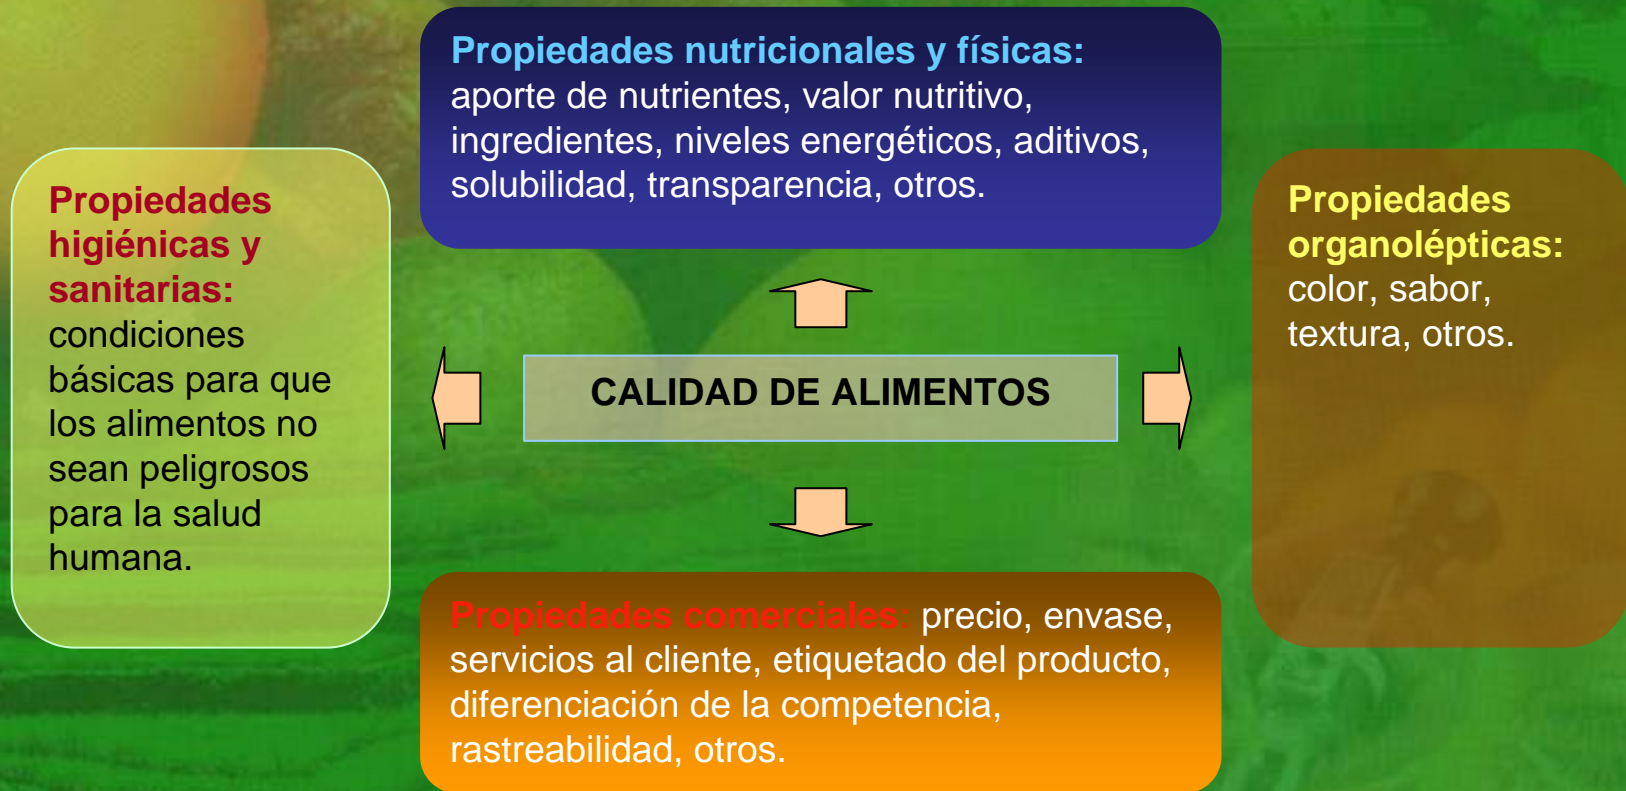 Propiedades nutricionales y físicas:
aporte de nutrientes, valor nutritivo,
ingredientes, niveles energéticos, aditivos,
solubilidad, transparencia, otros.
Propiedades
higiénicas y
sanitarias:
condiciones
básicas para que
los alimentos no
sean peligrosos
para la salud
humana.
CALIDAD DE ALIMENTOS
Propiedades
organolépticas:
color, sabor,
textura, otros.
Propiedades comerciales: precio, envase,
servicios al cliente, etiquetado del producto,
diferenciación de la competencia,
rastreabilidad, otros.